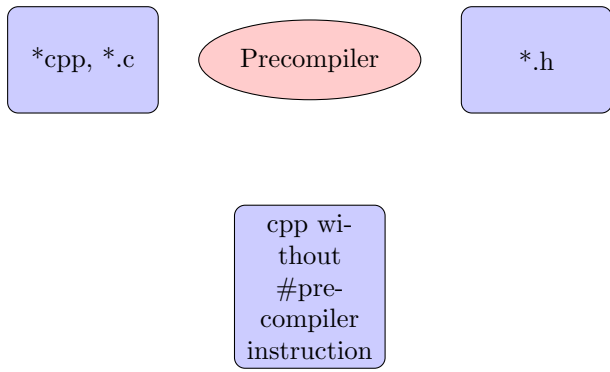 *cpp, *.c
Precompiler
*.h
cpp wi-
thout
#pre-
compiler
instruction